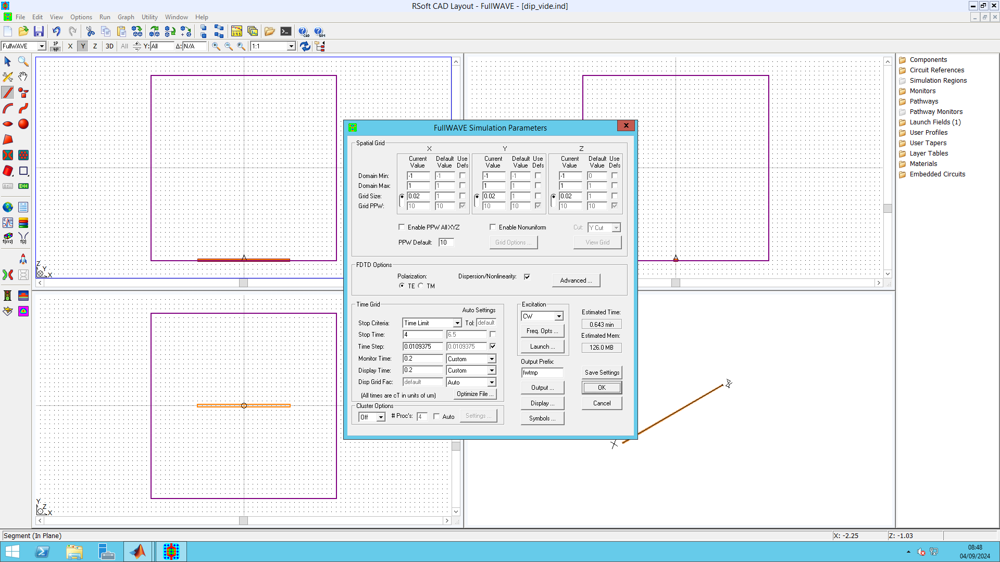 RSoft CAD Layout - FullWAVE - [dip_vide.ind]
File Edit View Options Run Graph Utility Window Help
FullWAVE 1P 4P X Y Z 3D All Y: All Δ: N/A 1:1
Components
Circuit References
Simulation Regions
Monitors
Pathways
Pathway Monitors
Launch Fields (1)
User Profiles
User Tapers
Layer Tables
Materials
Embedded Circuits
FullWAVE Simulation Parameters
Spatial Grid
X Y Z
Current Value Default Value Use Defs Current Value Default Value Use Defs Current Value Default Value Use Defs
Domain Min: -1 -1 -1 -1 -1 0
Domain Max: 1 1 1 1 1 1
Grid Size: 0.02 1 0.02 1 0.02 1
Grid PPW: 10 10 10 10 10 10
Enable PPW All XYZ Enable Nonuniform Cut: Y Cut
PPW Default: 10 Grid Options ... View Grid
FDTD Options
Polarization: Dispersion/Nonlinearity: Advanced ...
TE TM
Time Grid
Auto Settings
Stop Criteria: Time Limit Tol: default
Stop Time: 4 6.5
Time Step: 0.0109375 0.0109375
Monitor Time: 0.2 Custom
Display Time: 0.2 Custom
Disp Grid Fac: default Auto
(All times are cT in units of um) Optimize File ...
Cluster Options
Off # Proc's: 4 Auto Settings ...
Excitation
CW
Freq. Opts ...
Launch ...
Output Prefix:
fwtmp
Output ...
Display ...
Symbols ...
Estimated Time:
0.643 min
Estimated Mem:
126.0 MB
Save Settings
OK
Cancel
Z
Y
X
Y
Z
X
Segment (In Plane) X: -2.25 Z: -1.03
08:48
04/09/2024